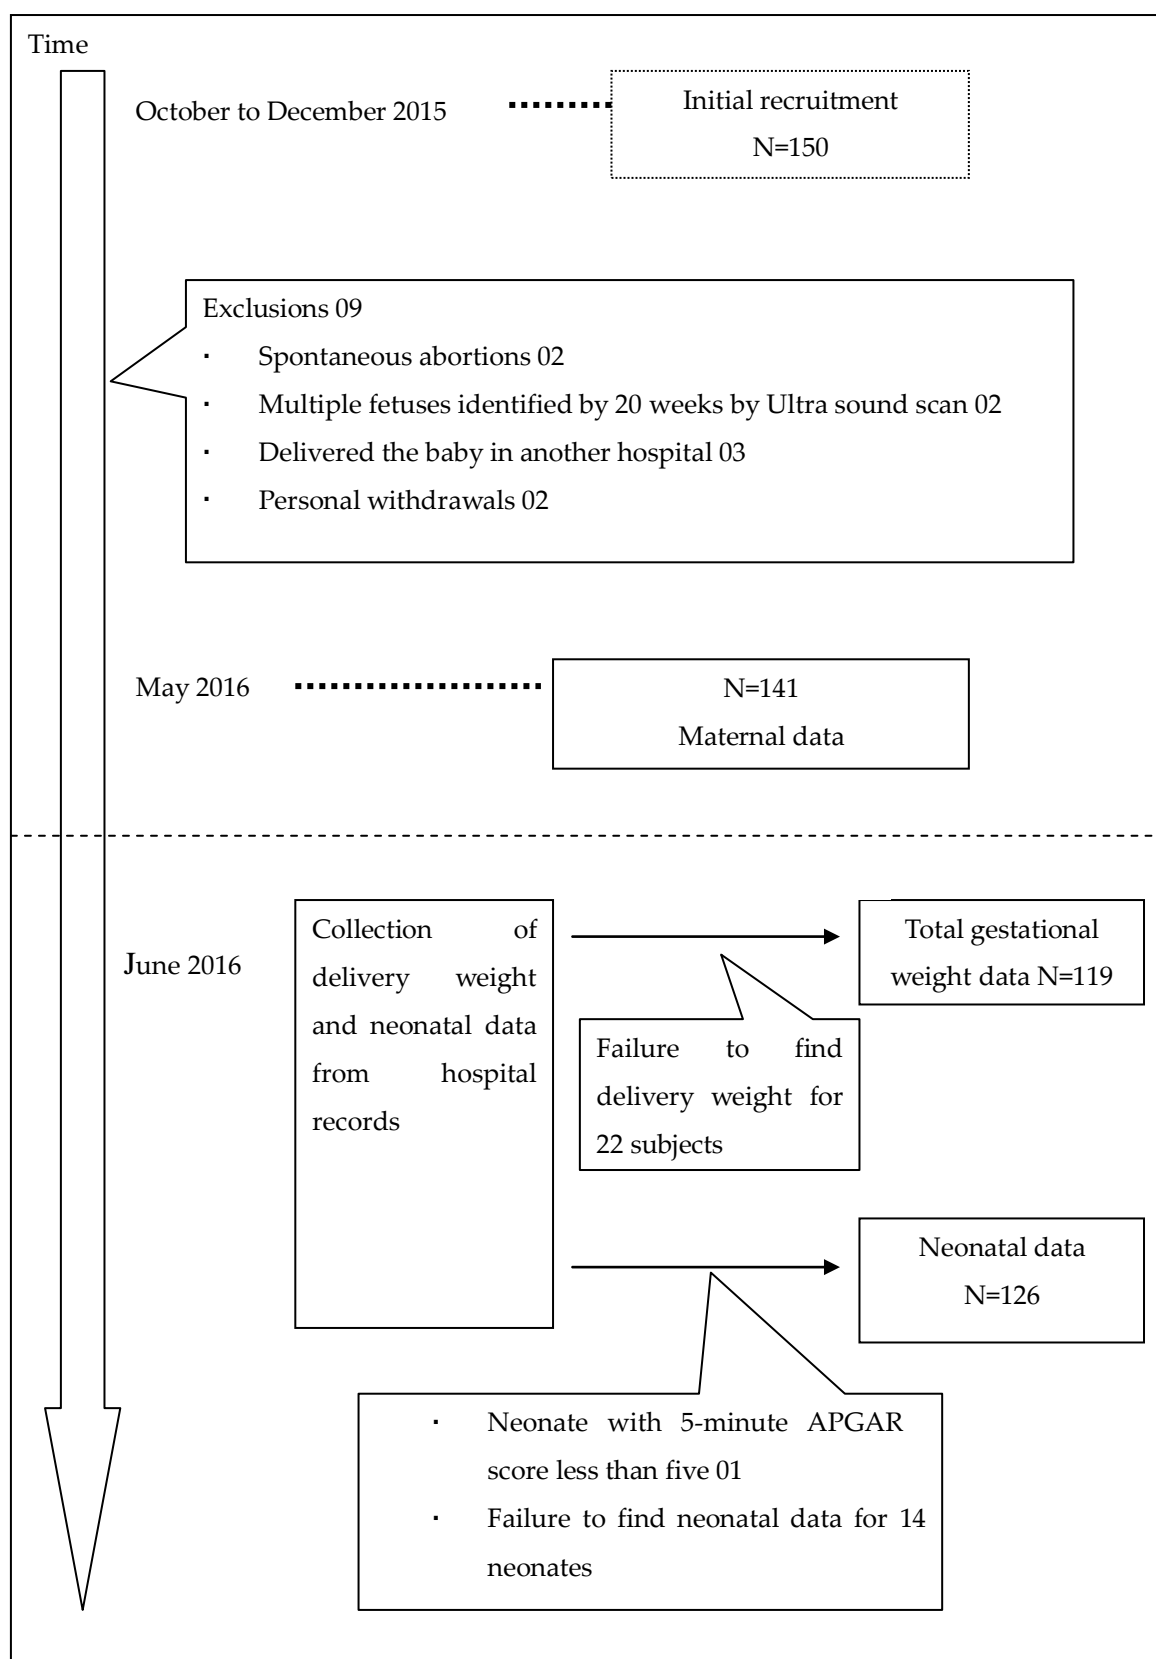 Time
October to December 2015
Initial recruitment
N=150
Exclusions 09
▪ Spontaneous abortions 02
▪ Multiple fetuses identified by 20 weeks by Ultra sound scan 02
▪ Delivered the baby in another hospital 03
▪ Personal withdrawals 02
May 2016
N=141
Maternal data
June 2016
Collection of
delivery weight
and neonatal data
from hospital
records
Total gestational
weight data N=119
Failure to find
delivery weight for
22 subjects
Neonatal data
N=126
▪ Neonate with 5-minute APGAR
score less than five 01
▪ Failure to find neonatal data for 14
neonates